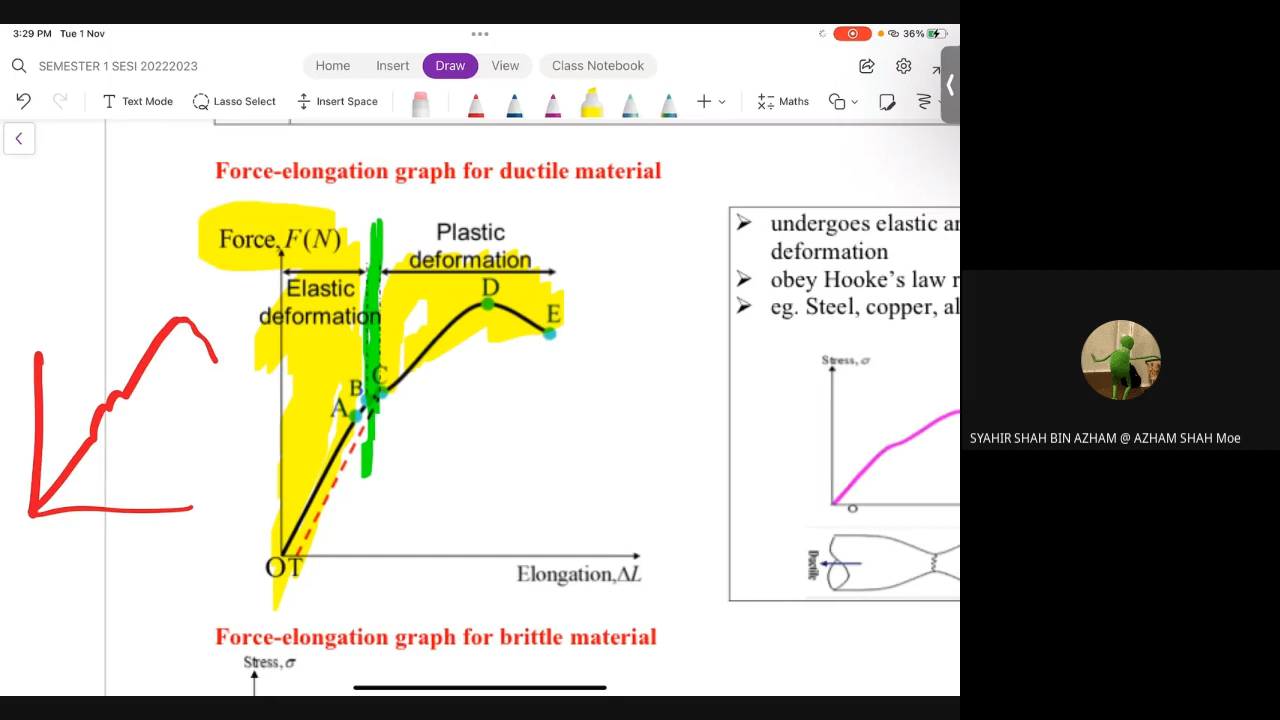 3:29 PM Tue 1 Nov
36%
SEMESTER 1 SESI 20222023
Home Insert Draw View Class Notebook
Text Mode Lasso Select Insert Space Maths
Force-elongation graph for ductile material
Force, F(N)
Plastic
deformation
Elastic
deformation
D
E
C
B
A
OT
Elongation,ΔL
➢ undergoes elastic an
deformation
➢ obey Hooke's law r
➢ eg. Steel, copper, al
Stress, σ
O
Ductile
Force-elongation graph for brittle material
Stress, σ
SYAHIR SHAH BIN AZHAM @ AZHAM SHAH Moe